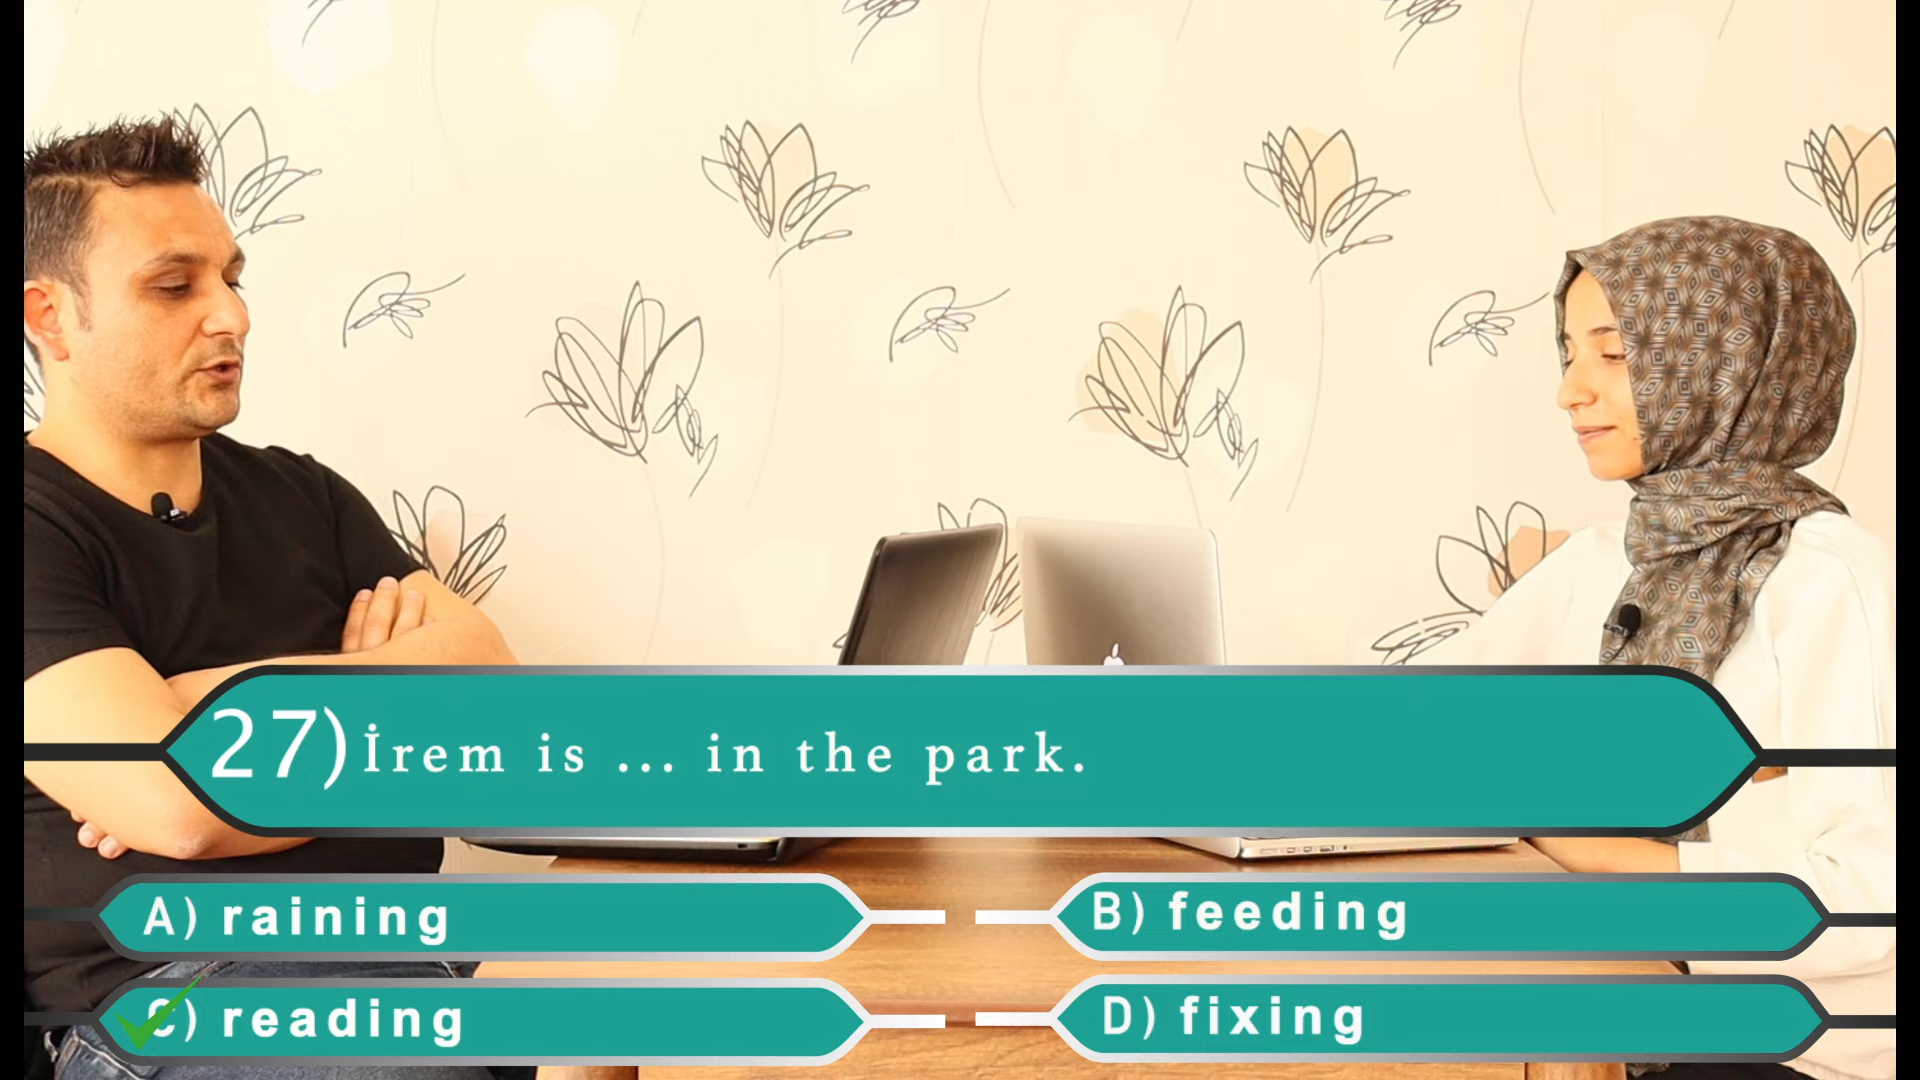 27) İrem is ... in the park.
A) raining
B) feeding
C) reading
D) fixing